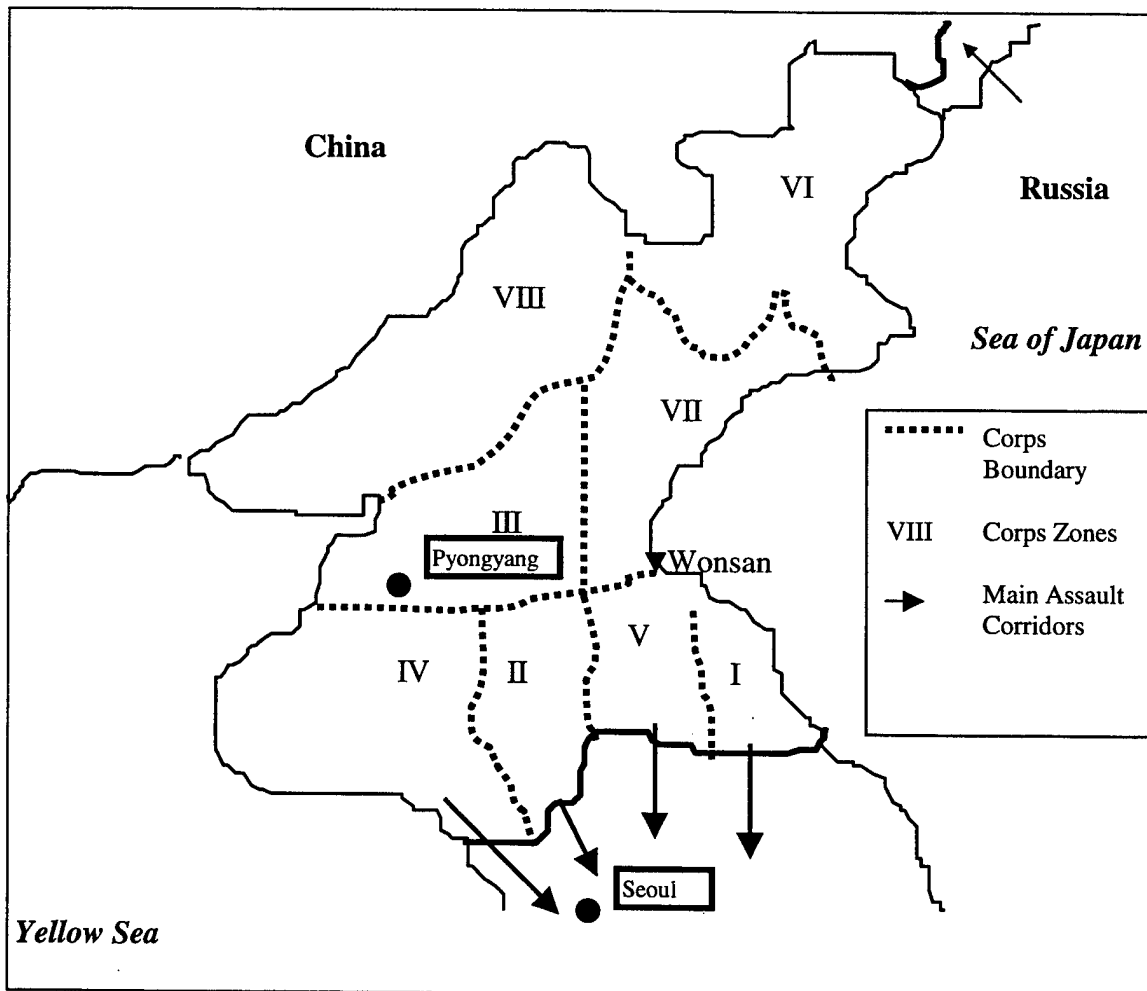 China
VI
Russia
VIII
Sea of Japan
VII
Corps
Boundary
III
VIII Corps Zones
Pyongyang
Wonsan
Main Assault
Corridors
V
IV
II
I
Seoul
Yellow Sea